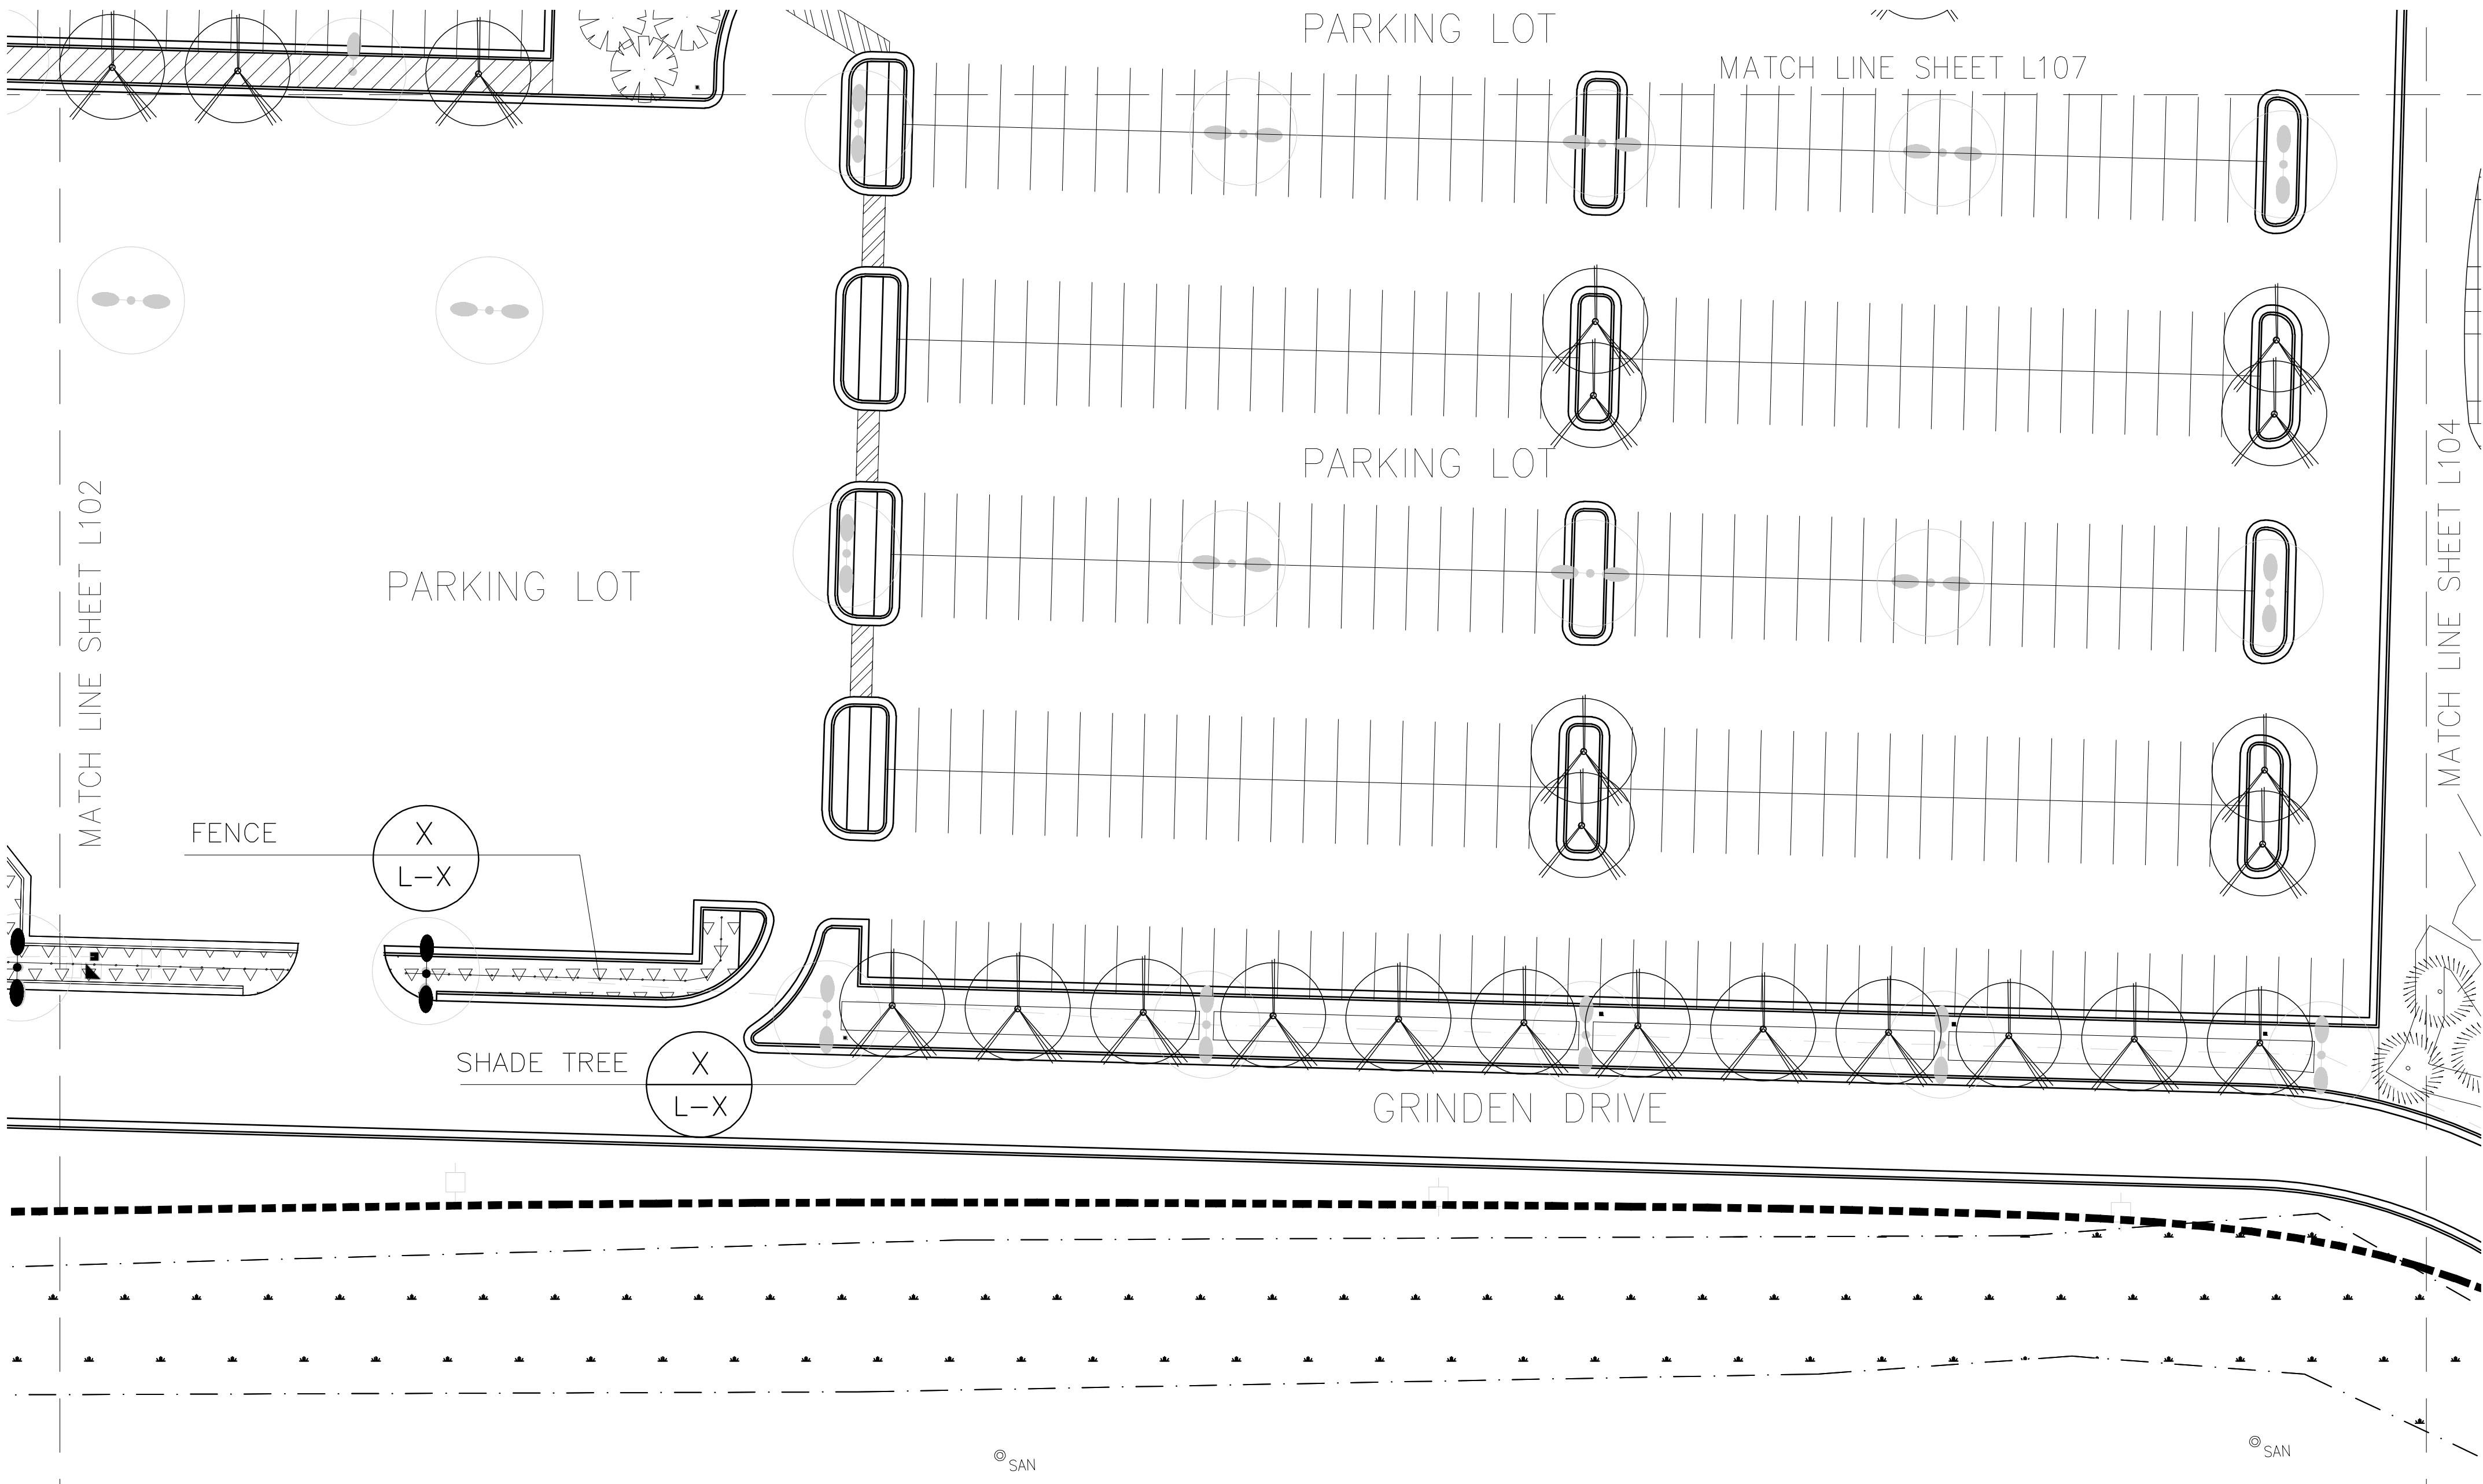 PARKING LOT
MATCH LINE SHEET L107
MATCH LINE SHEET L102
MATCH LINE SHEET L104
PARKING LOT
PARKING LOT
FENCE
X
L-X
SHADE TREE
X
L-X
GRINDEN DRIVE
SAN
SAN